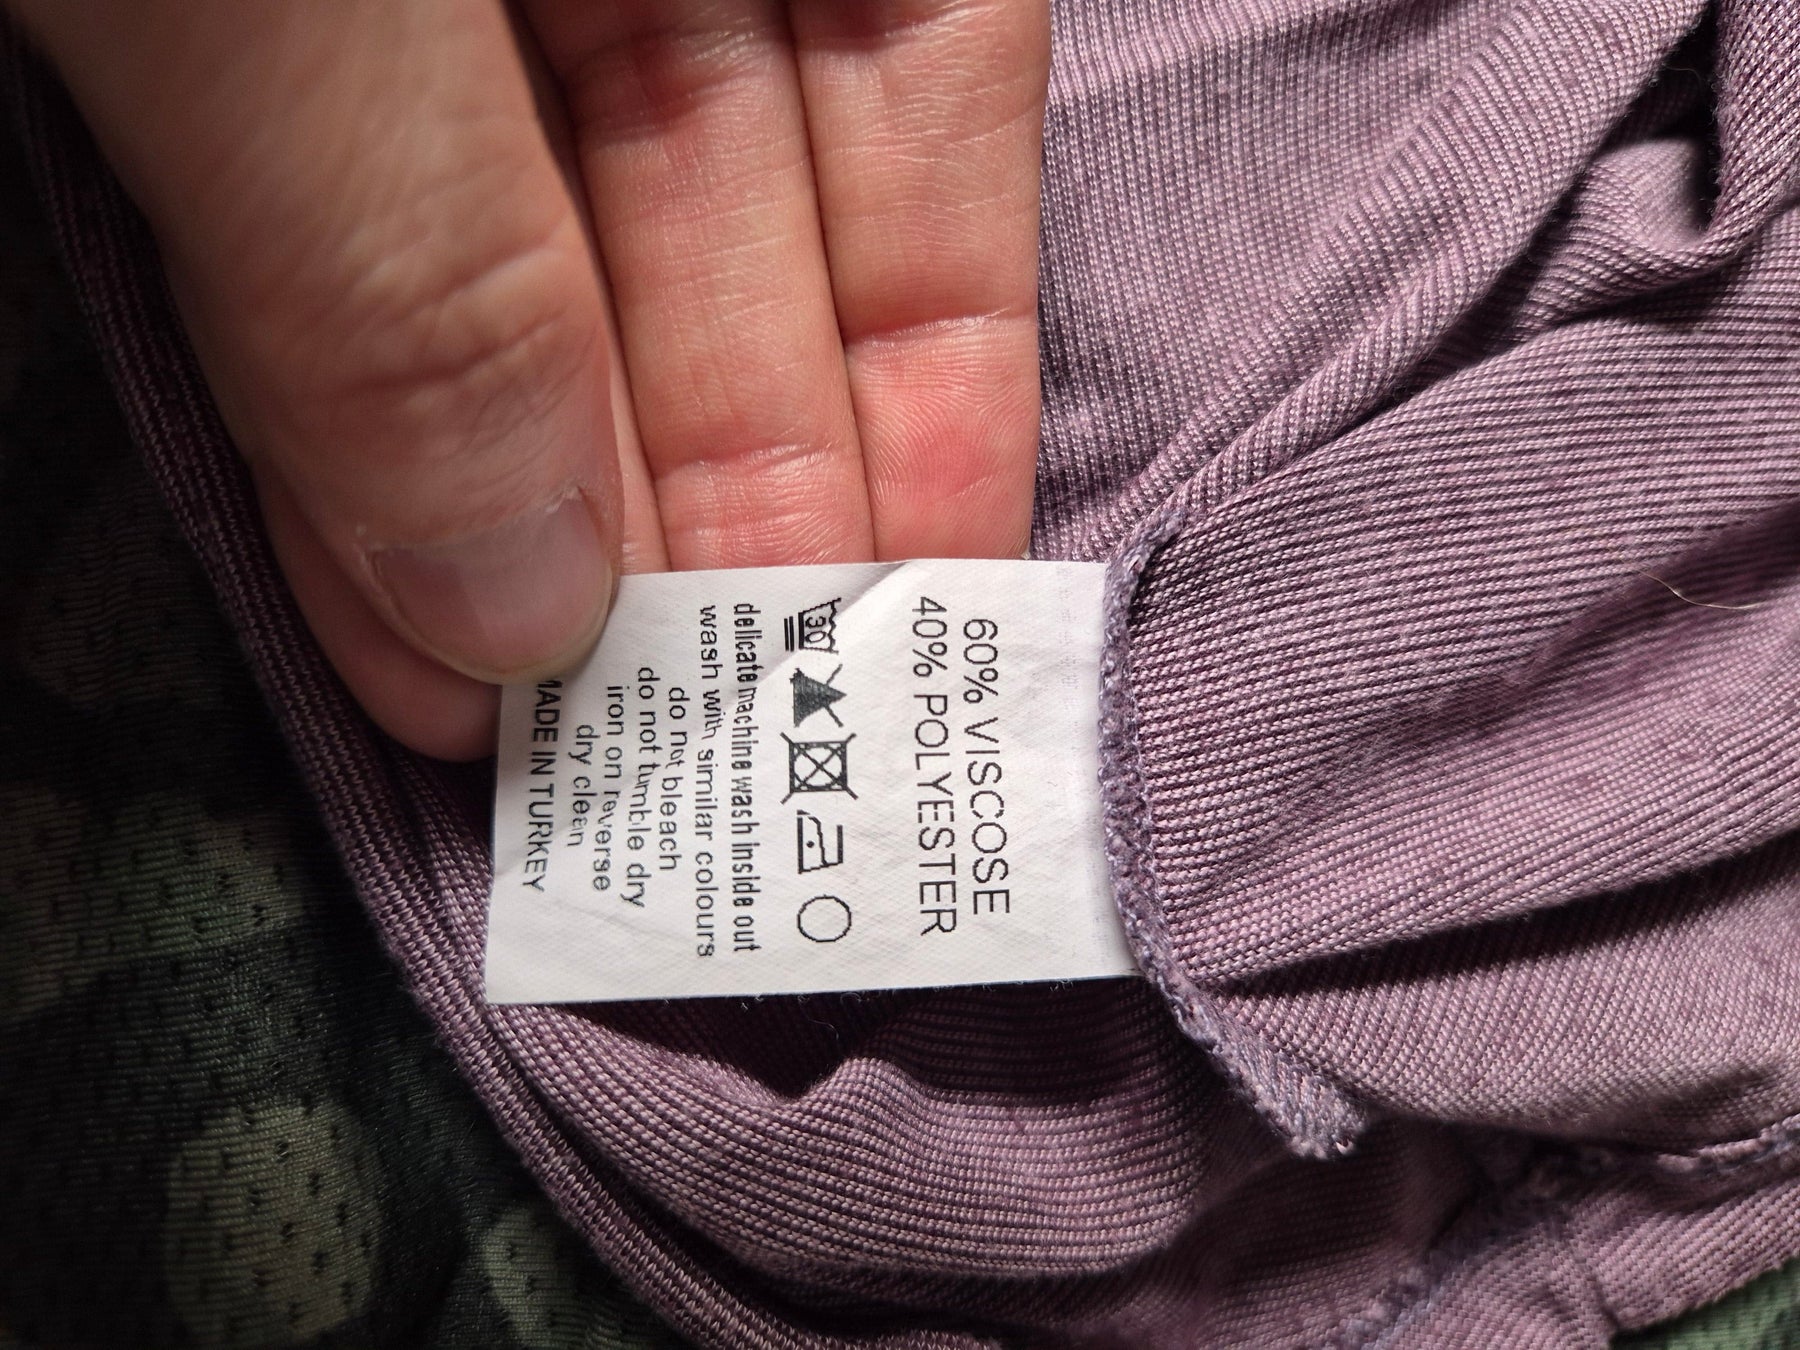 60% VISCOSE
40% POLYESTER
30
delicate machine wash inside out
wash with similar colours
do not bleach
do not tumble dry
iron on reverse
dry clean
MADE IN TURKEY